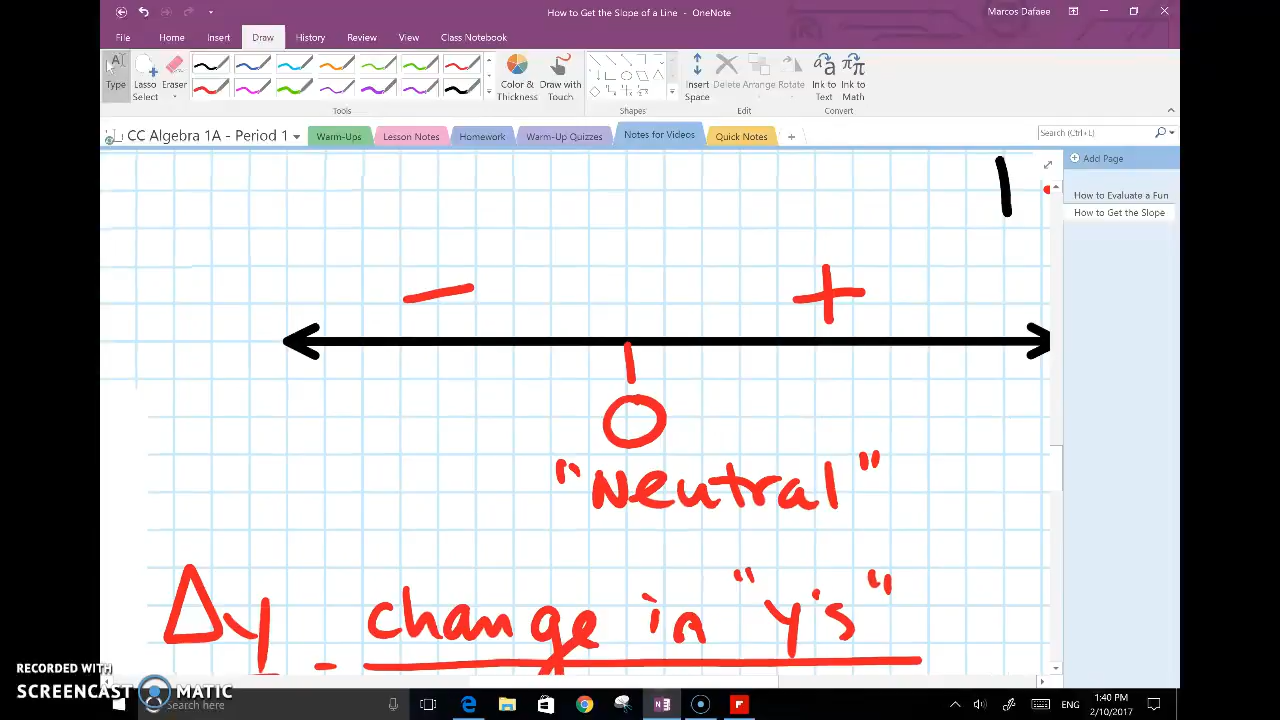 How to Get the Slope of a Line - OneNote
Marcos Dafaee
File Home Insert Draw History Review View Class Notebook
Type
Lasso Select
Eraser
Color & Thickness
Draw with Touch
Insert Space
Delete
Arrange
Rotate
Ink to Text
Ink to Math
Tools Shapes Edit Convert
CC Algebra 1A - Period 1
Warm-Ups Lesson Notes Homework Warm-Up Quizzes Notes for Videos Quick Notes +
Search (Ctrl+L)
Add Page
How to Evaluate a Fun
How to Get the Slope
− +
0
"Neutral"
Δy = change in "y's"
RECORDED WITH
SCREENCAST MATIC
Search here
ENG
1:40 PM
2/10/2017